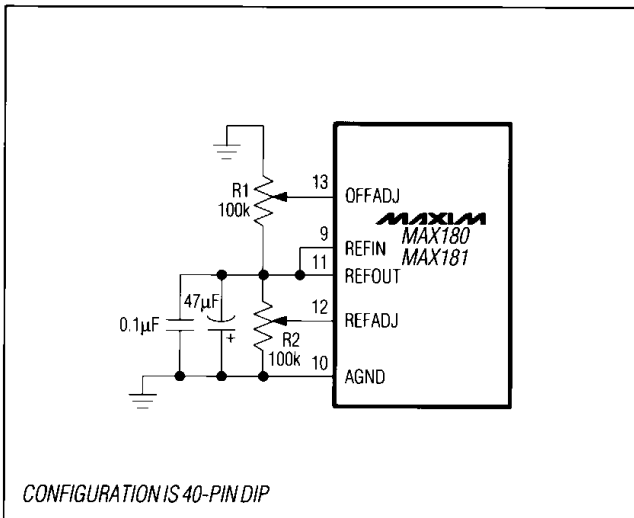 R1
100k
13
OFFADJ
MAXIM
MAX180
MAX181
9
REFIN
11
REFOUT
47μF
+
0.1μF
12
REFADJ
R2
100k
10
AGND
CONFIGURATION IS 40-PIN DIP